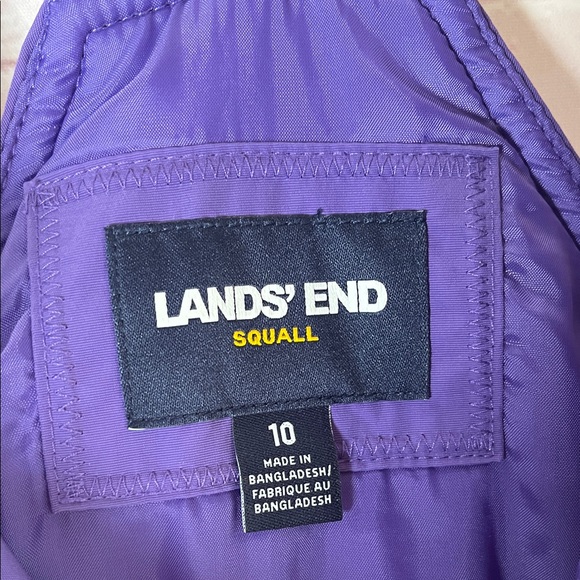 LANDS' END
SQUALL
10
MADE IN
BANGLADESH/
FABRIQUE AU
BANGLADESH